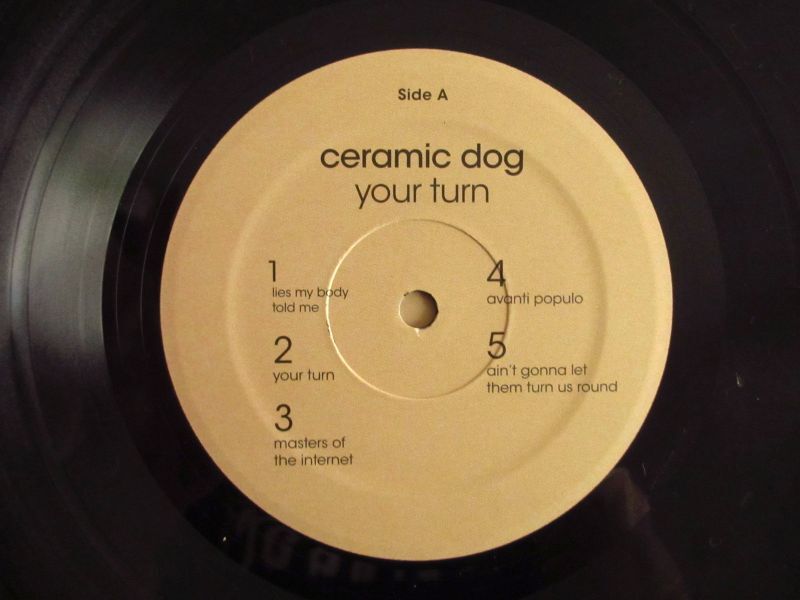 Side A
ceramic dog
your turn
1
lies my body
told me
2
your turn
3
masters of
the internet
4
avanti populo
5
ain't gonna let
them turn us round